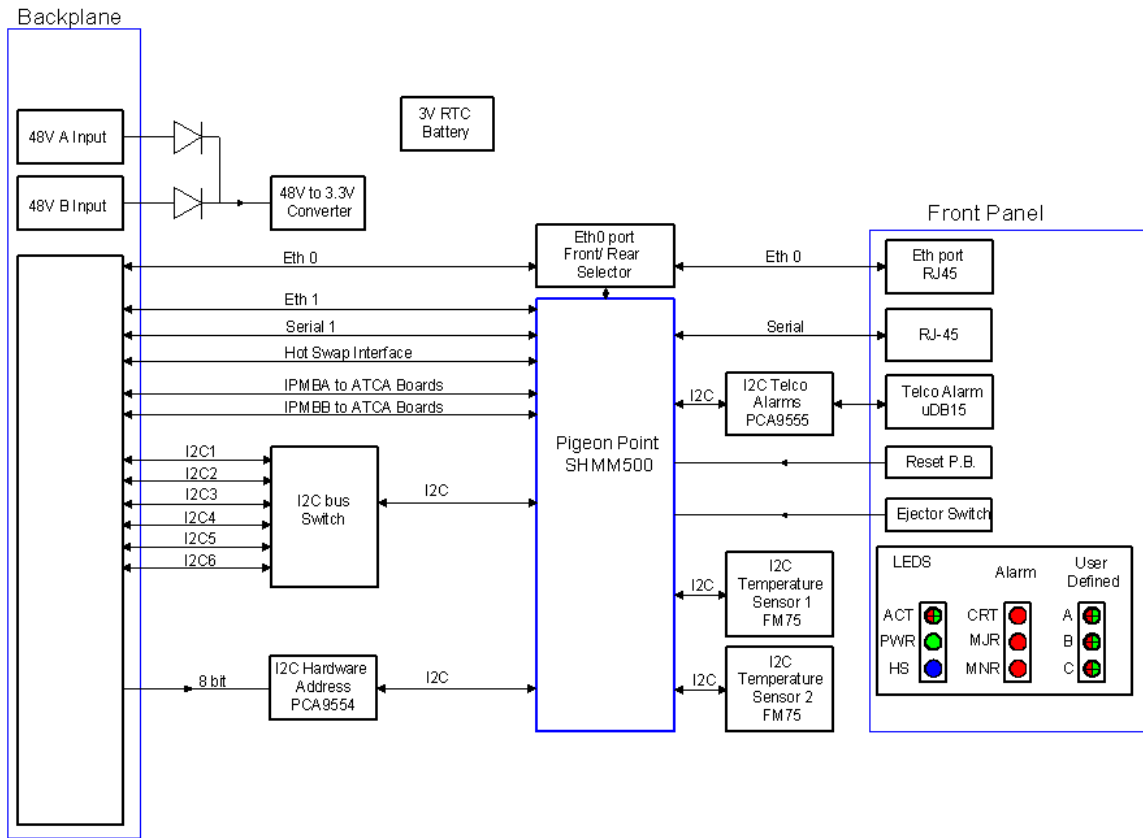 Backplane
48V A Input
3V RTC
Battery
48V B Input
48V to 3.3V
Converter
Front Panel
Eth 0
Eth0 port
Front/ Rear
Selector
Eth 0
Eth port
RJ45
Eth 1
Serial 1
Serial
RJ-45
Hot Swap Interface
IPMBA to ATCA Boards
IPMBB to ATCA Boards
I2C
I2C Telco
Alarms
PCA9555
Telco Alarm
uDB15
Pigeon Point
SHMM500
Reset P.B.
Ejector Switch
I2C1
I2C2
I2C3
I2C4
I2C5
I2C6
I2C bus
Switch
I2C
LEDS
Alarm
User
Defined
ACT
PWR
HS
CRT
MJR
MNR
A
B
C
I2C
I2C
Temperature
Sensor 1
FM75
8 bit
I2C Hardware
Address
PCA9554
I2C
I2C
I2C
Temperature
Sensor 2
FM75